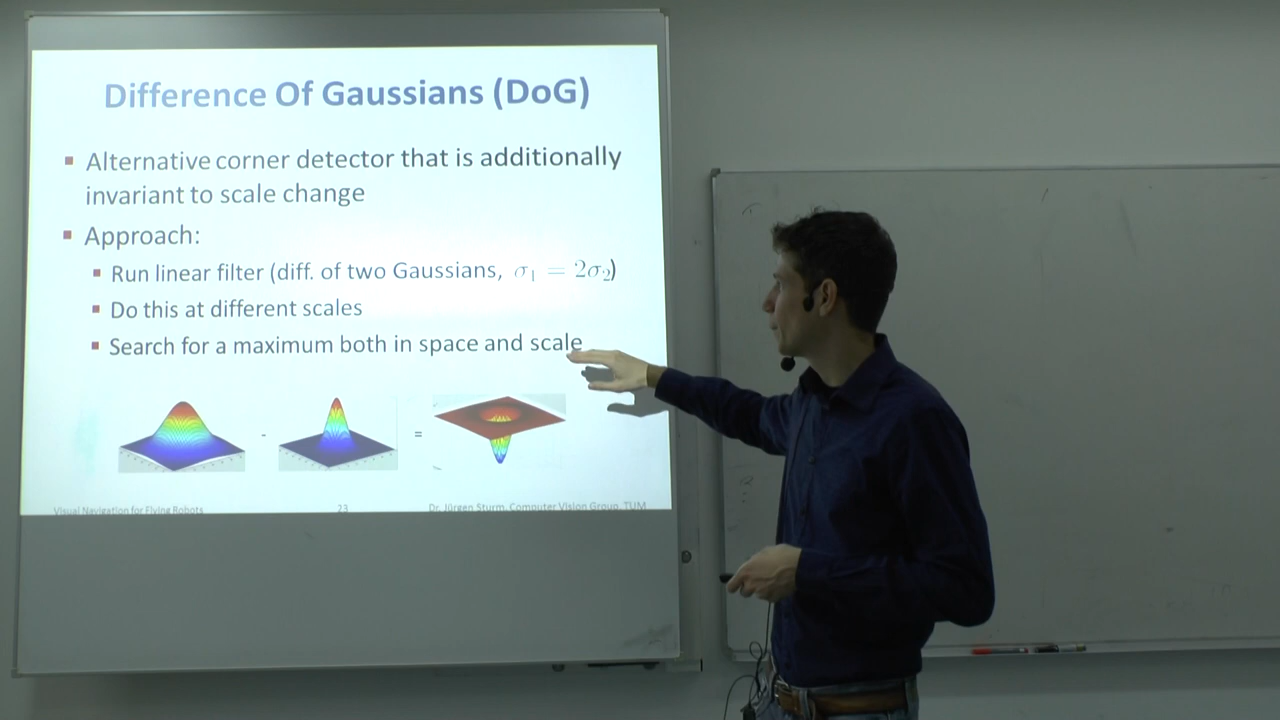 Difference Of Gaussians (DoG)
Alternative corner detector that is additionally
invariant to scale change
Approach:
Run linear filter (diff. of two Gaussians, σ₁ = 2σ₂)
Do this at different scales
Search for a maximum both in space and scale
- =
Visual Navigation for Flying Robots 23 Dr. Jürgen Sturm, Computer Vision Group, TUM